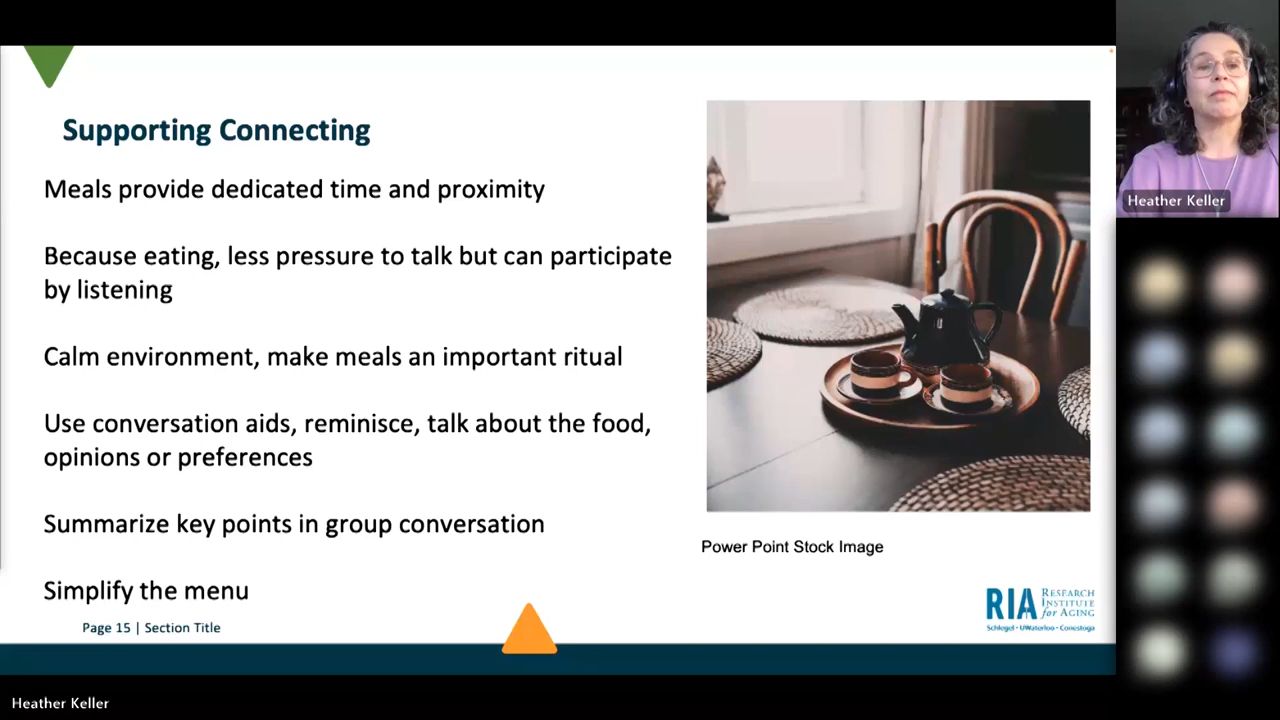 Supporting Connecting
Meals provide dedicated time and proximity
Because eating, less pressure to talk but can participate
by listening
Calm environment, make meals an important ritual
Use conversation aids, reminisce, talk about the food,
opinions or preferences
Summarize key points in group conversation
Simplify the menu
Page 15 | Section Title
Power Point Stock Image
RIA RESEARCH
INSTITUTE
for AGING
Schlegel • UWaterloo • Conestoga
Heather Keller
Heather Keller